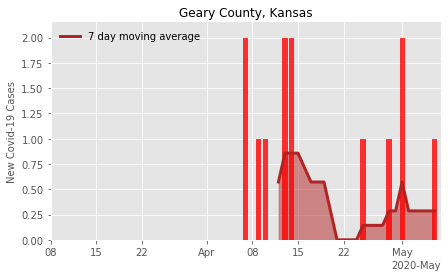 Geary County, Kansas
7 day moving average
New Covid-19 Cases
2.00
1.75
1.50
1.25
1.00
0.75
0.50
0.25
0.00
08 15 22 Apr 08 15 22 May
2020-May